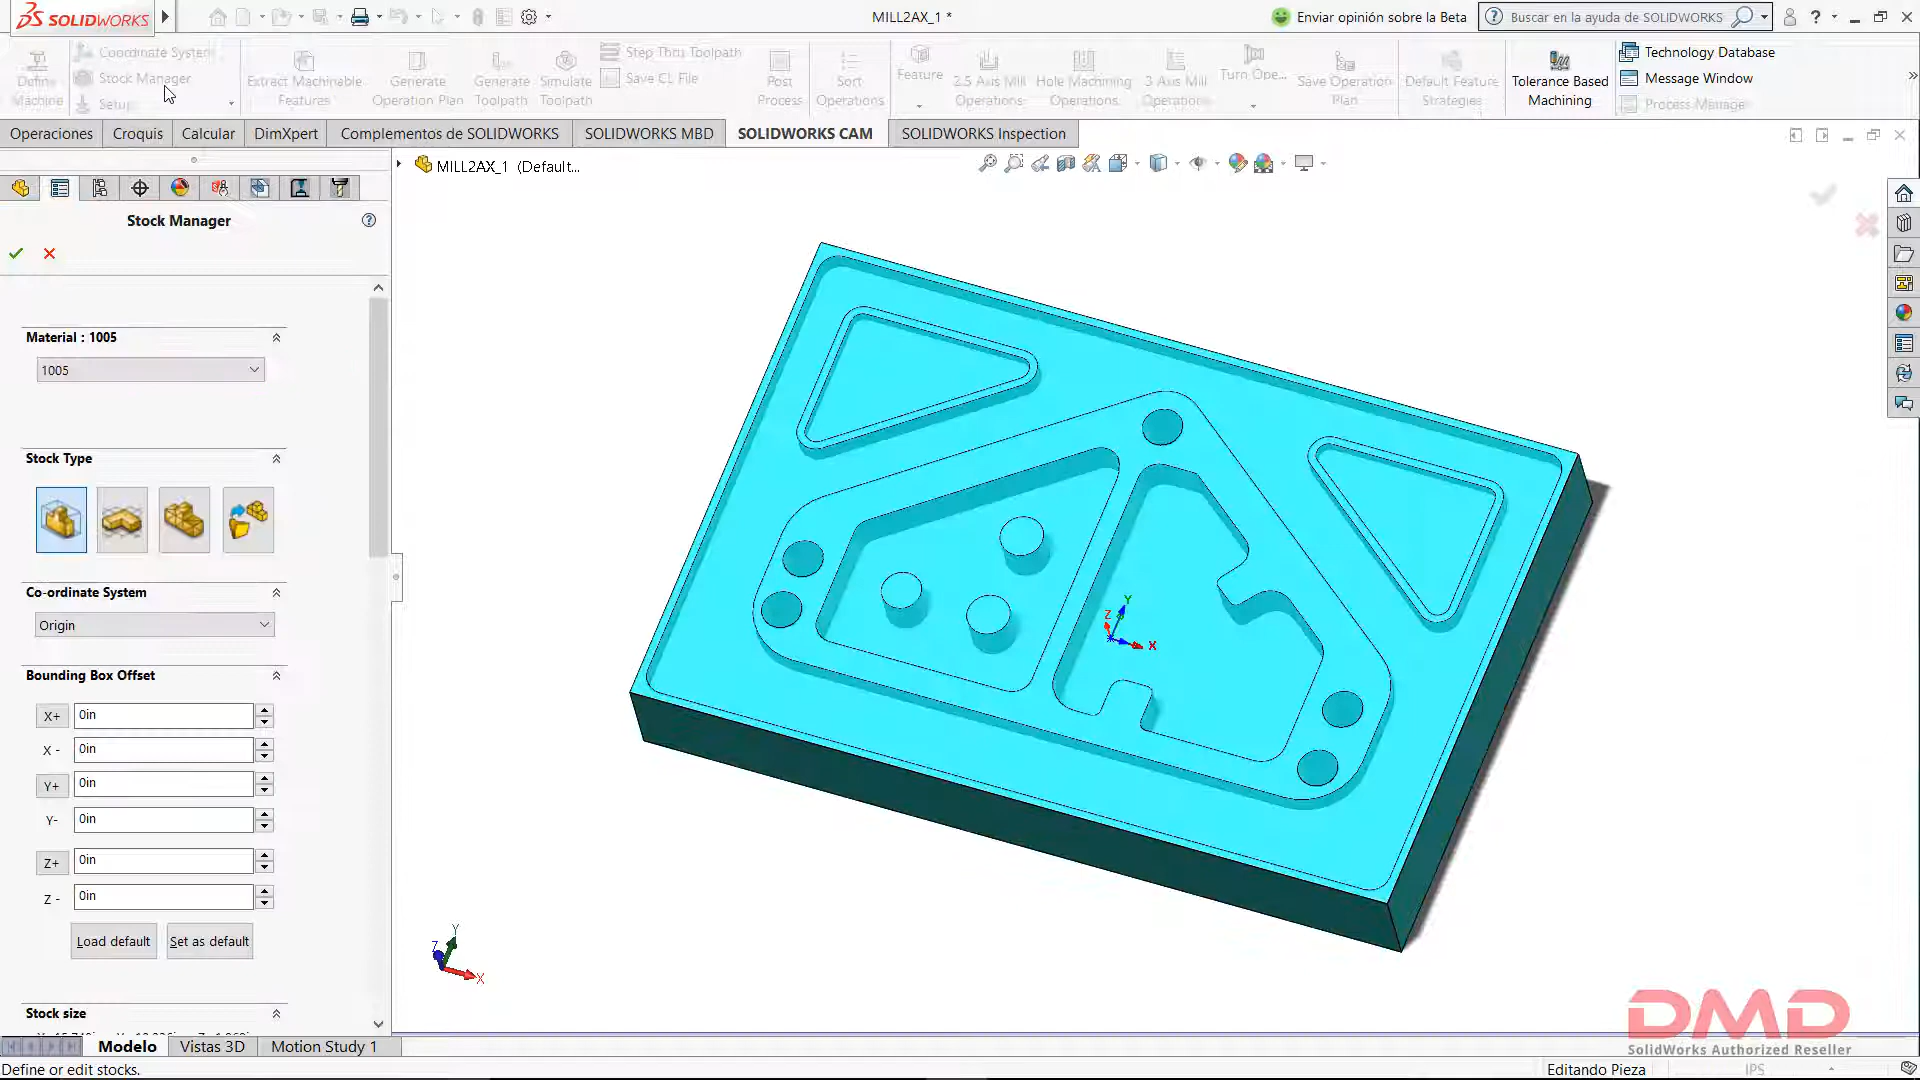 SOLIDWORKS
MILL2AX_1 *
Enviar opinión sobre la Beta
Buscar en la ayuda de SOLIDWORKS
?
Define Machine
Coordinate System
Stock Manager
Setup
Extract Machinable Features
Generate Operation Plan
Generate Toolpath
Simulate Toolpath
Step Thru Toolpath
Save CL File
Post Process
Sort Operations
Feature
2.5 Axis Mill Operations
Hole Machining Operations.
3 Axis Mill Operations
Turn Ope...
Save Operation Plan
Default Feature Strategies
Tolerance Based Machining
Technology Database
Message Window
Process Manage
Operaciones
Croquis
Calcular
DimXpert
Complementos de SOLIDWORKS
SOLIDWORKS MBD
SOLIDWORKS CAM
SOLIDWORKS Inspection
MILL2AX_1 (Default...
Stock Manager
Material : 1005
1005
Stock Type
Co-ordinate System
Origin
Bounding Box Offset
X+ 0in
X - 0in
Y+ 0in
Y- 0in
Z+ 0in
Z - 0in
Load default
Set as default
Stock size
Y
Z
X
Y
Z
X
DMD
SolidWorks Authorized Reseller
Modelo
Vistas 3D
Motion Study 1
Define or edit stocks.
Editando Pieza
IPS